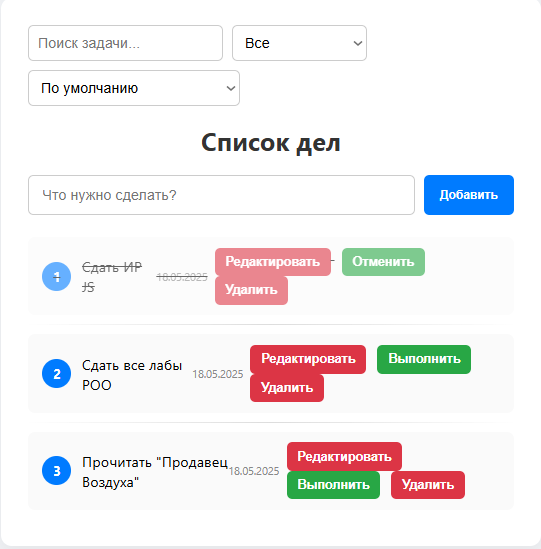 Поиск задачи...
Все
По умолчанию
Список дел
Что нужно сделать?
Добавить
1
Сдать ИР
JS
18.05.2025
Редактировать
Отменить
Удалить
2
Сдать все лабы
РОО
18.05.2025
Редактировать
Выполнить
Удалить
3
Прочитать "Продавец
Воздуха"
18.05.2025
Редактировать
Выполнить
Удалить